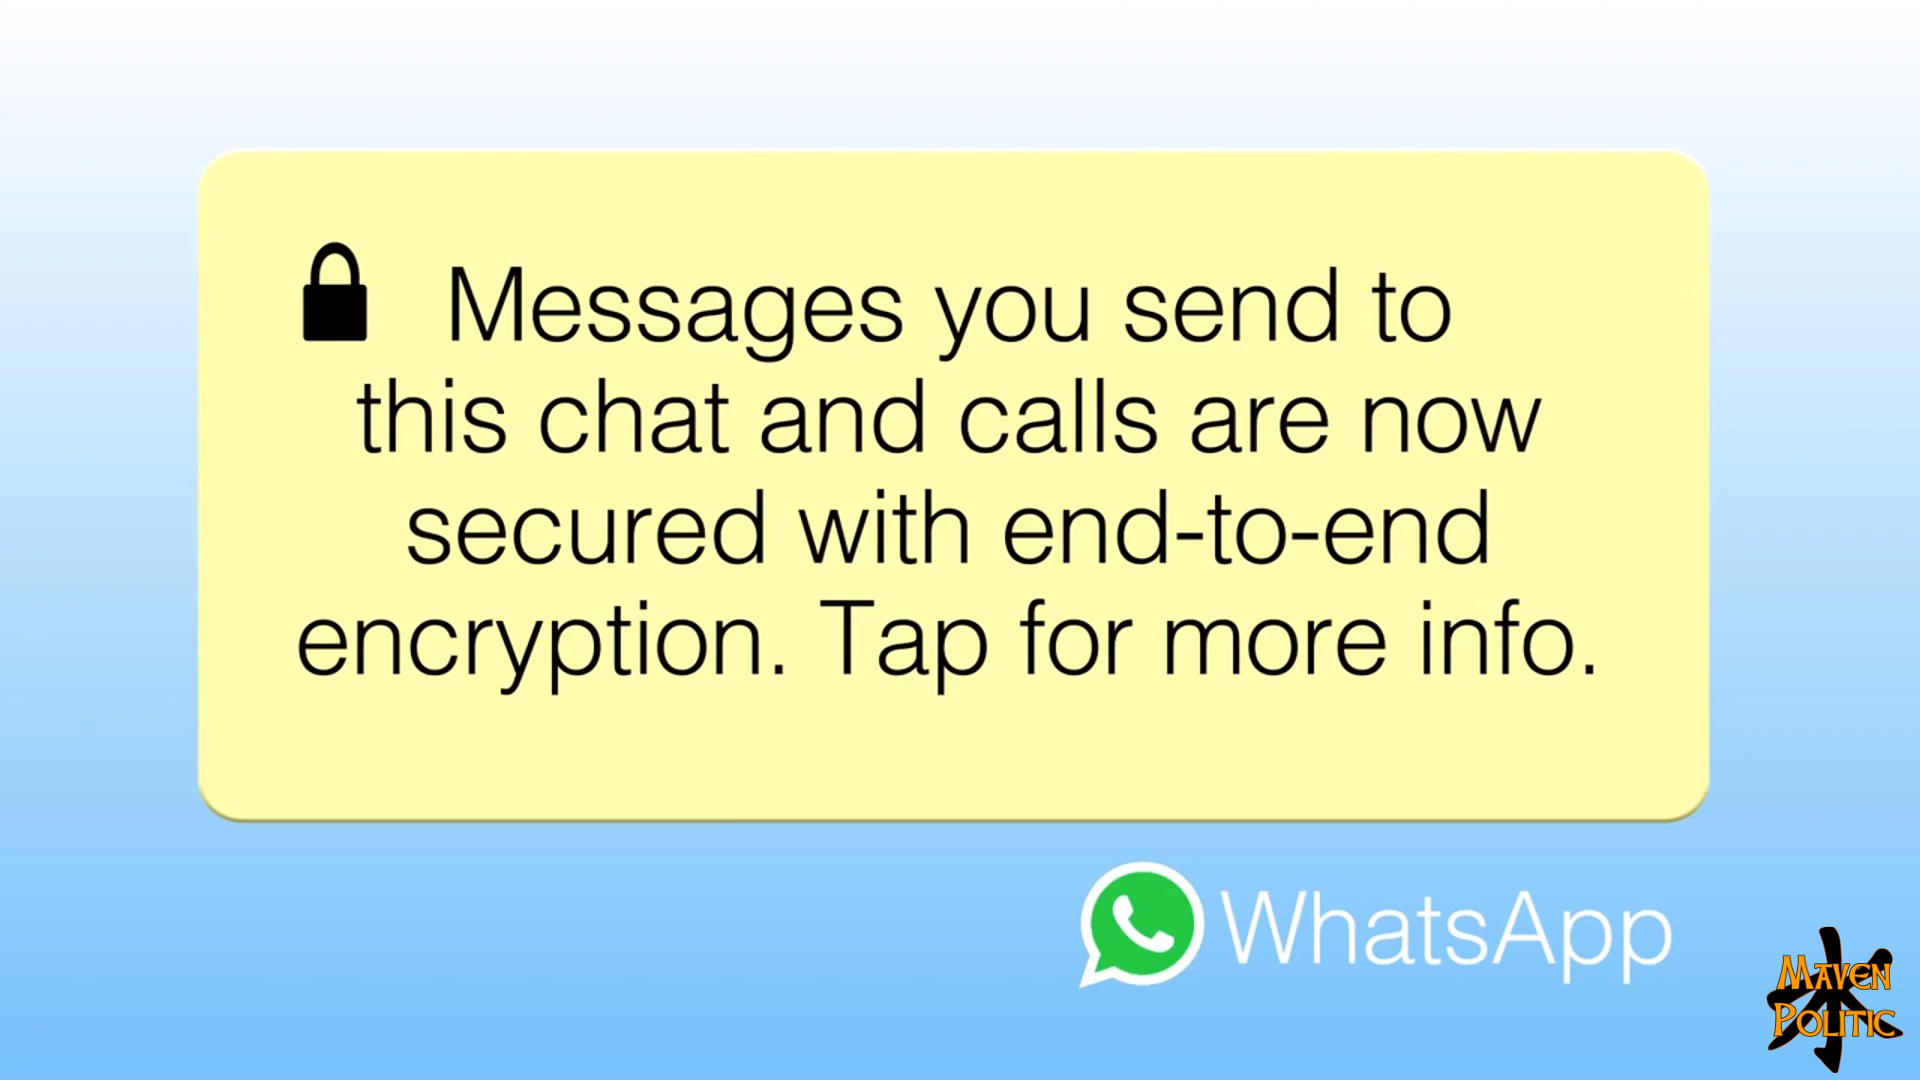 Messages you send to
this chat and calls are now
secured with end-to-end
encryption. Tap for more info.
WhatsApp
MAVEN
POLITIC